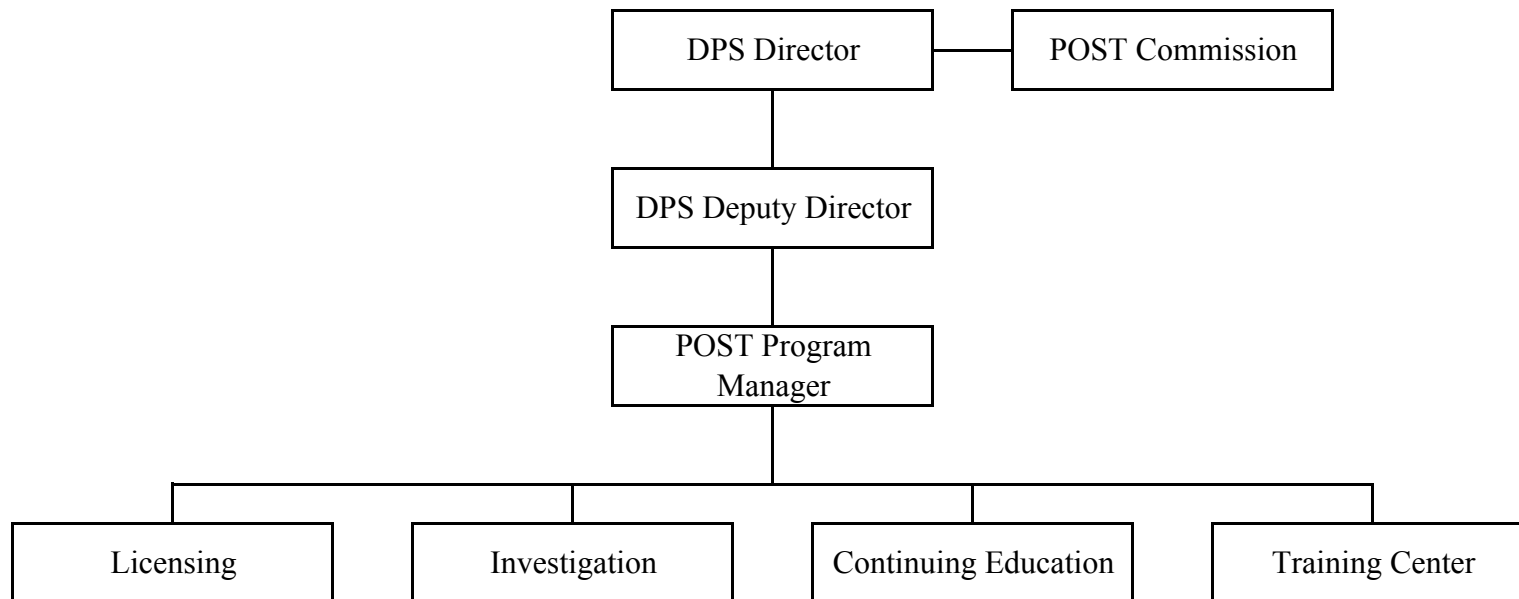 DPS Director
POST Commission
DPS Deputy Director
POST Program
Manager
Licensing
Investigation
Continuing Education
Training Center